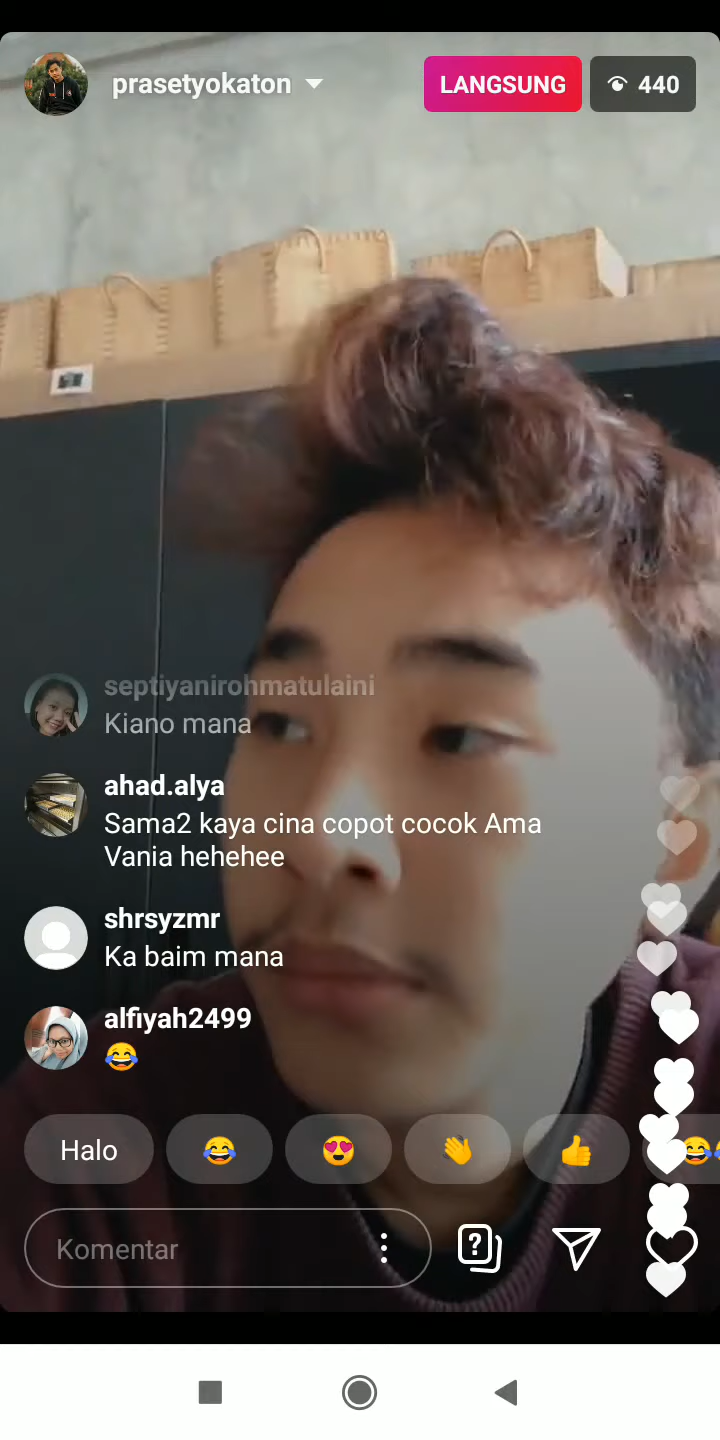 prasetyokaton
LANGSUNG
440
septiyanirohmatulaini
Kiano mana
ahad.alya
Sama2 kaya cina copot cocok Ama
Vania hehehee
shrsyzmr
Ka baim mana
alfiyah2499
😂
Halo 😂 😍 👋 👍 😂
Komentar
?